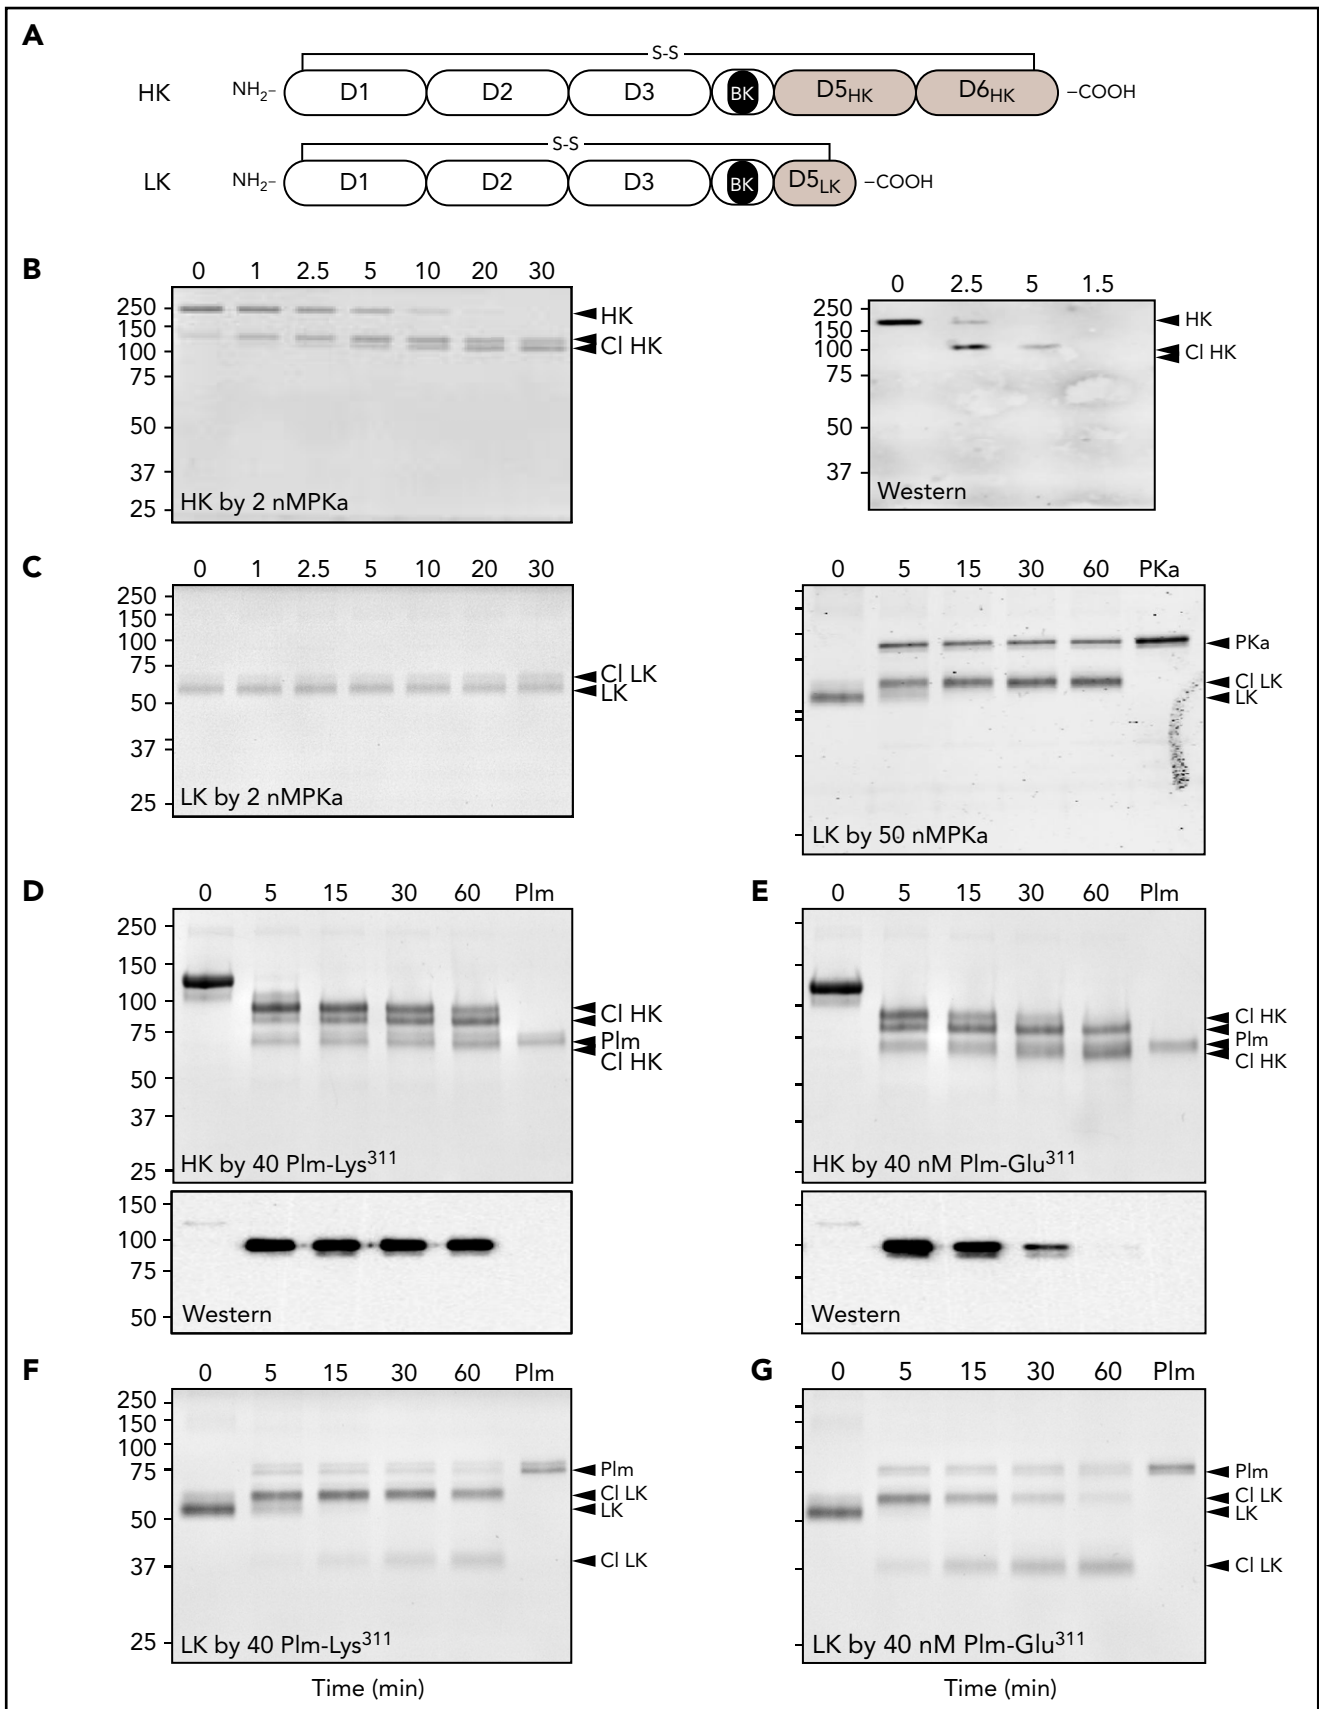 A
S-S
HK NH₂– D1 D2 D3 BK D5HK D6HK –COOH
S-S
LK NH₂– D1 D2 D3 BK D5LK –COOH
B
0 1 2.5 5 10 20 30
250
150
100
75
50
37
25
HK
Cl HK
HK by 2 nMPKa
0 2.5 5 1.5
250
150
100
75
50
37
HK
Cl HK
Western
C
0 1 2.5 5 10 20 30
250
150
100
75
50
37
25
Cl LK
LK
LK by 2 nMPKa
0 5 15 30 60 PKa
PKa
Cl LK
LK
LK by 50 nMPKa
D
0 5 15 30 60 Plm
250
150
100
75
50
37
25
Cl HK
Plm
Cl HK
HK by 40 Plm-Lys³¹¹
150
100
75
50
Western
E
0 5 15 30 60 Plm
Cl HK
Plm
Cl HK
HK by 40 nM Plm-Glu³¹¹
Western
F
0 5 15 30 60 Plm
250
150
100
75
50
37
25
Plm
Cl LK
LK
Cl LK
LK by 40 Plm-Lys³¹¹
Time (min)
G
0 5 15 30 60 Plm
Plm
Cl LK
LK
Cl LK
LK by 40 nM Plm-Glu³¹¹
Time (min)